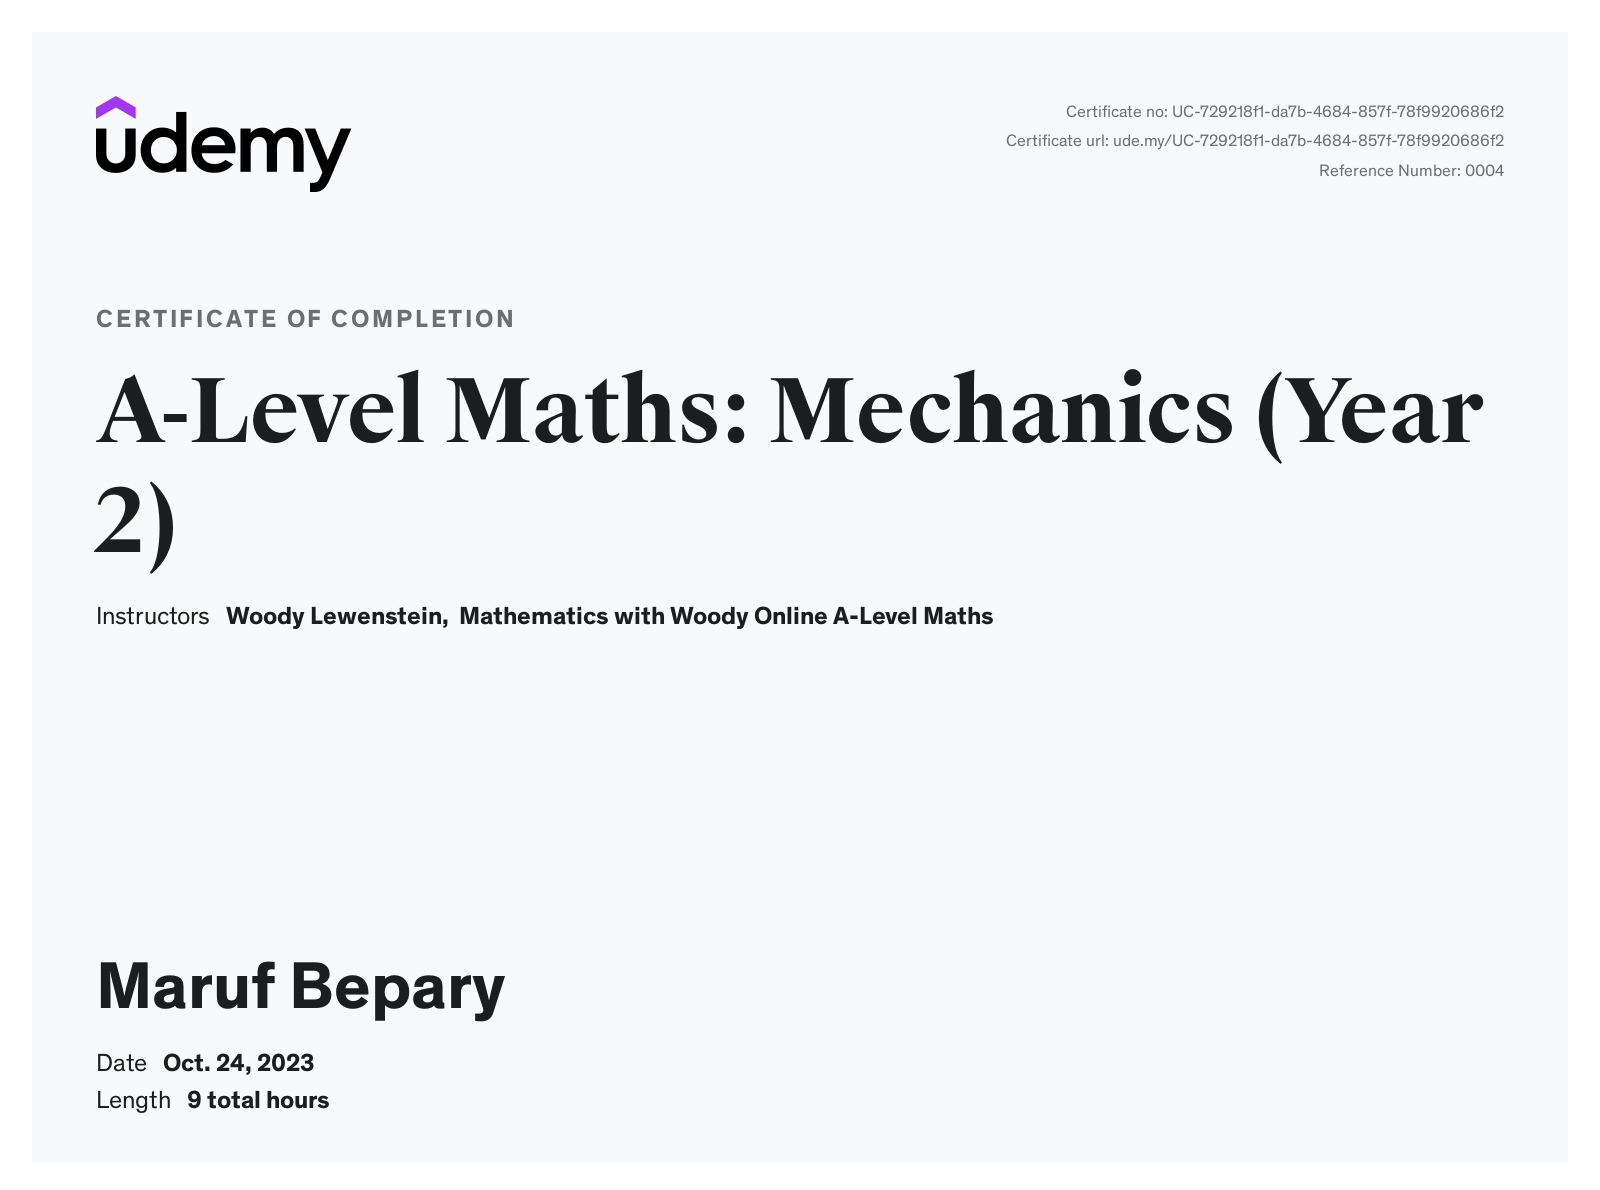 udemy
Certificate no: UC-729218f1-da7b-4684-857f-78f9920686f2
Certificate url: ude.my/UC-729218f1-da7b-4684-857f-78f9920686f2
Reference Number: 0004
CERTIFICATE OF COMPLETION
A-Level Maths: Mechanics (Year
2)
Instructors Woody Lewenstein, Mathematics with Woody Online A-Level Maths
Maruf Bepary
Date Oct. 24, 2023
Length 9 total hours